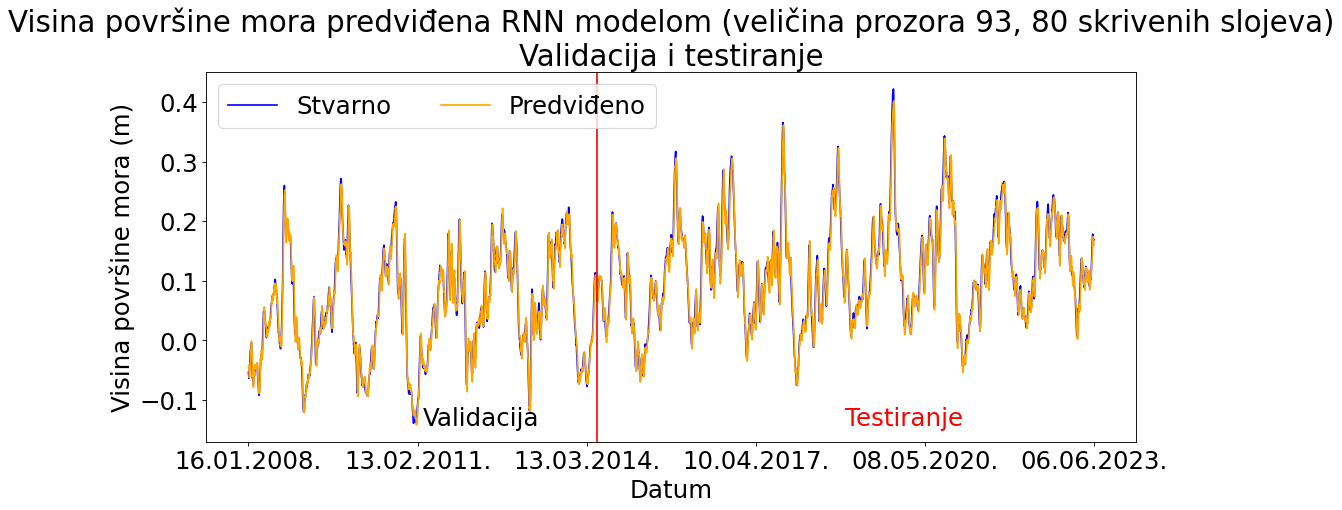 Visina površine mora predviđena RNN modelom (veličina prozora 93, 80 skrivenih slojeva)
Validacija i testiranje
Stvarno
Predviđeno
Visina površine mora (m)
0.4
0.3
0.2
0.1
0.0
−0.1
Validacija
Testiranje
16.01.2008.
13.02.2011.
13.03.2014.
10.04.2017.
08.05.2020.
06.06.2023.
Datum